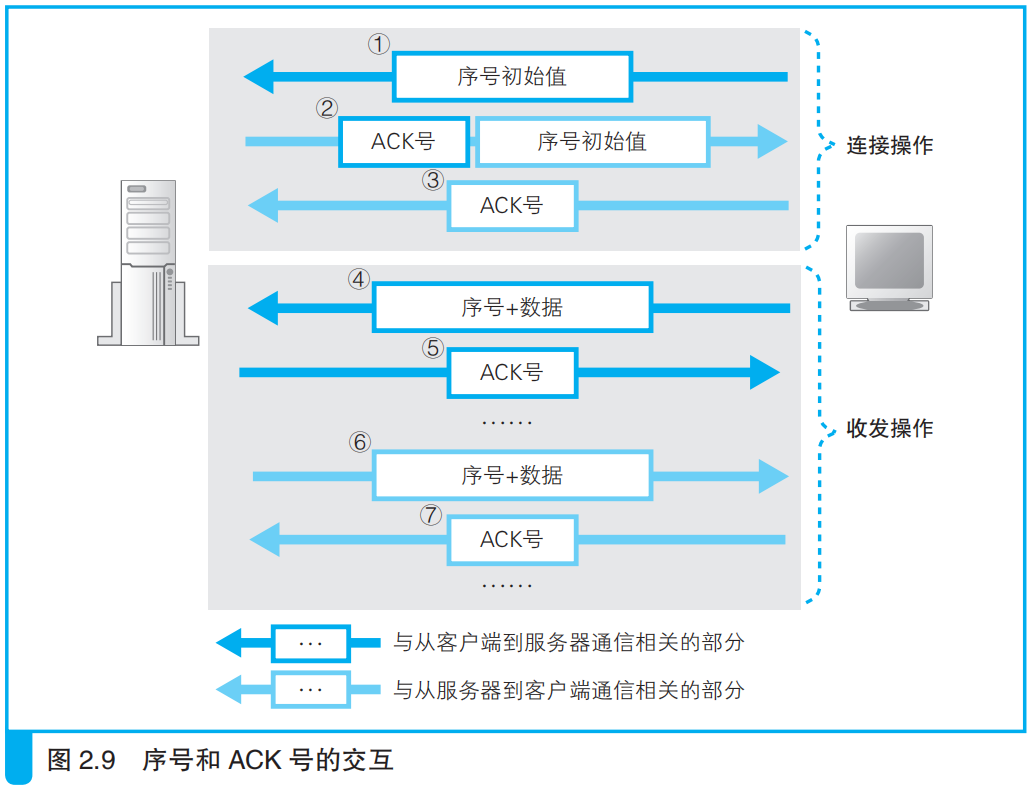 ①
序号初始值
②
ACK号 序号初始值
③
ACK号
连接操作
④
序号+数据
⑤
ACK号
……
⑥
序号+数据
⑦
ACK号
……
收发操作
… 与从客户端到服务器通信相关的部分
… 与从服务器到客户端通信相关的部分
图 2.9 序号和 ACK 号的交互